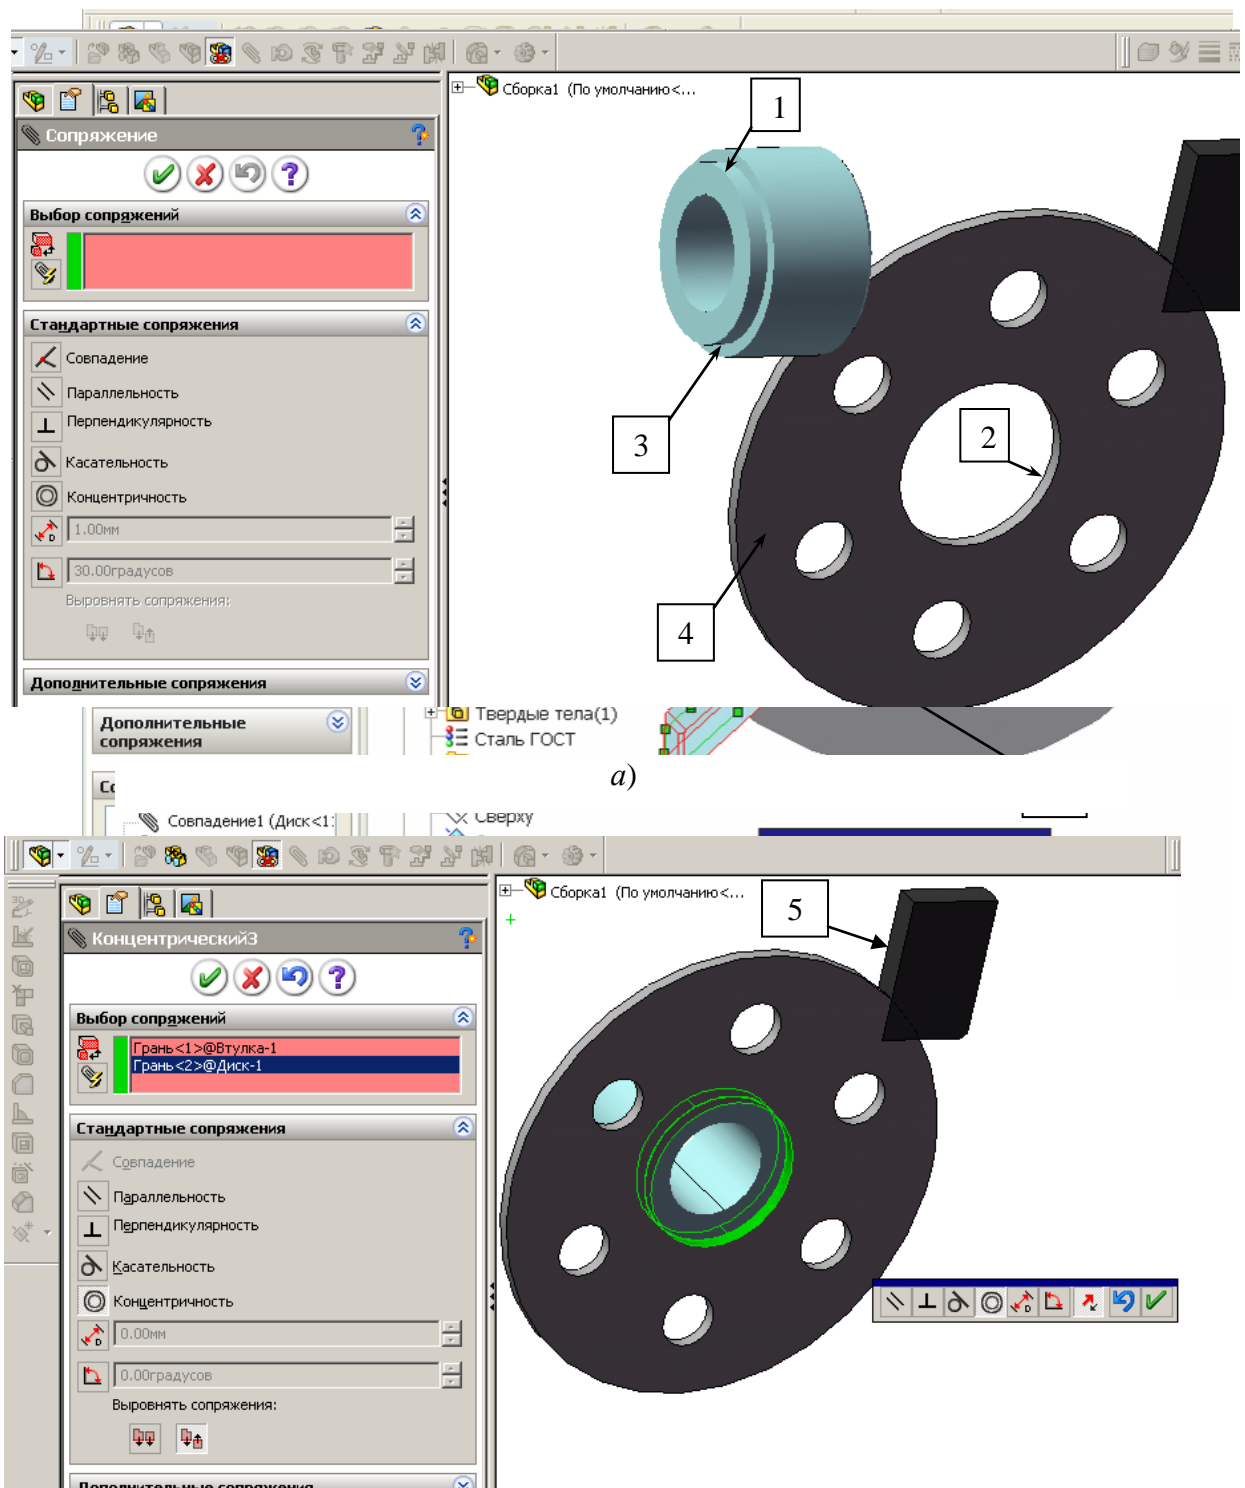 Сборка1 (По умолчанию<...
1
Сопряжение
Выбор сопряжений
Стандартные сопряжения
Совпадение
Параллельность
Перпендикулярность
2
3
Касательность
Концентричность
1.00мм
30.00градусов
Выровнять сопряжения:
4
Дополнительные сопряжения
Дополнительные
сопряжения
Твердые тела(1)
Сталь ГОСТ
а)
Совпадение1 (Диск<1
Сверху
Сборка1 (По умолчанию<...
5
Концентрический3
Выбор сопряжений
Грань<1>@Втулка-1
Грань<2>@Диск-1
Стандартные сопряжения
Совпадение
Параллельность
Перпендикулярность
Касательность
Концентричность
0.00мм
0.00градусов
Выровнять сопряжения:
Дополнительные сопряжения